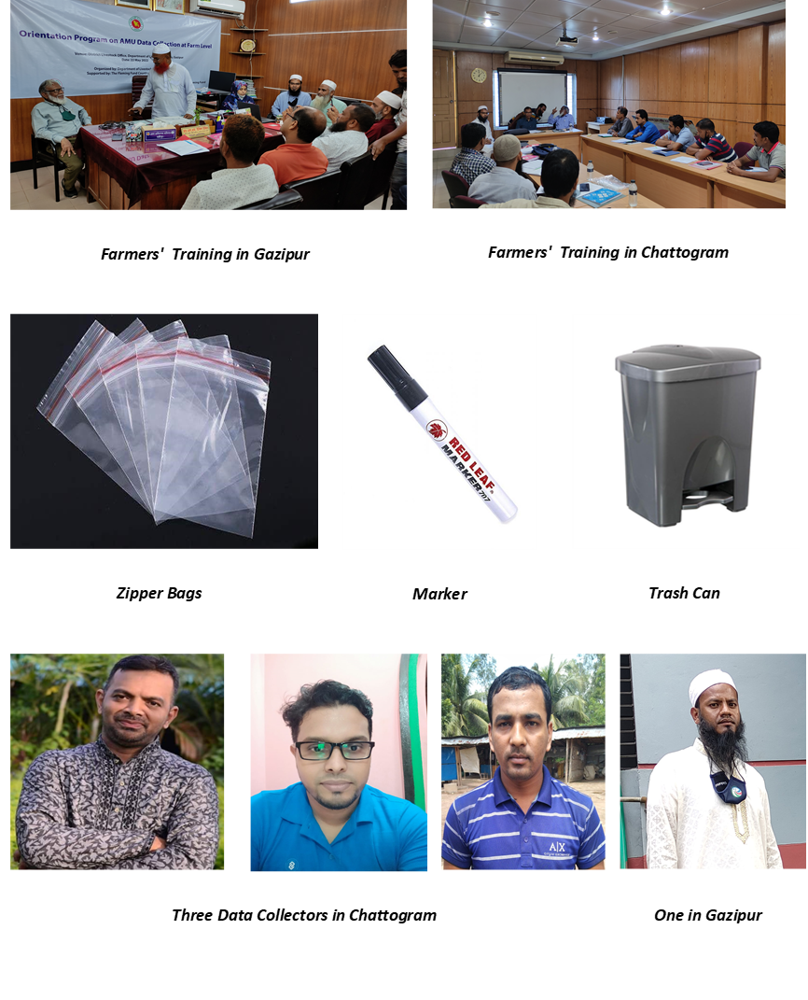 Orientation Program on AMU Data Collection at Farm Level
Farmers'  Training in Gazipur
Farmers'  Training in Chattogram
RED LEAF
MARKER 707
Zipper Bags
Marker
Trash Can
A|X
Three Data Collectors in Chattogram
One in Gazipur